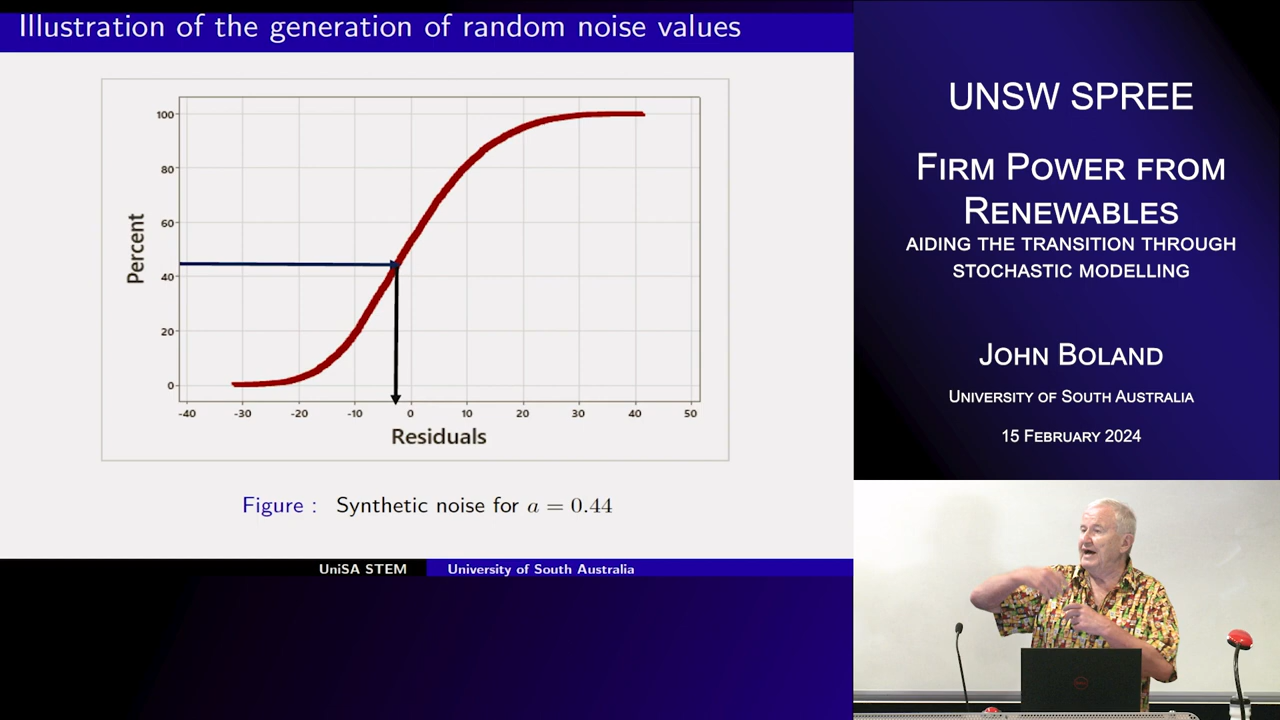 Illustration of the generation of random noise values
Percent
100
80
60
40
20
0
-40 -30 -20 -10 0 10 20 30 40 50
Residuals
Figure : Synthetic noise for a = 0.44
UniSA STEM University of South Australia
UNSW SPREE
FIRM POWER FROM
RENEWABLES
AIDING THE TRANSITION THROUGH
STOCHASTIC MODELLING
JOHN BOLAND
UNIVERSITY OF SOUTH AUSTRALIA
15 FEBRUARY 2024
DELL